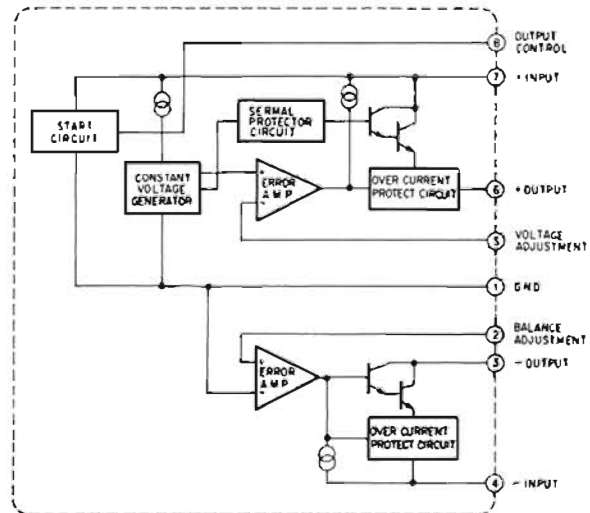 8 OUTPUT CONTROL
7 + INPUT
START CIRCUIT
SERMAL PROTECTOR CIRCUIT
CONSTANT VOLTAGE GENERATOR
+
-
ERROR AMP
OVER CURRENT PROTECT CIRCUIT
6 + OUTPUT
5 VOLTAGE ADJUSTMENT
1 GND
2 BALANCE ADJUSTMENT
3 - OUTPUT
+
-
ERROR AMP
OVER CURRENT PROTECT CIRCUIT
4 - INPUT